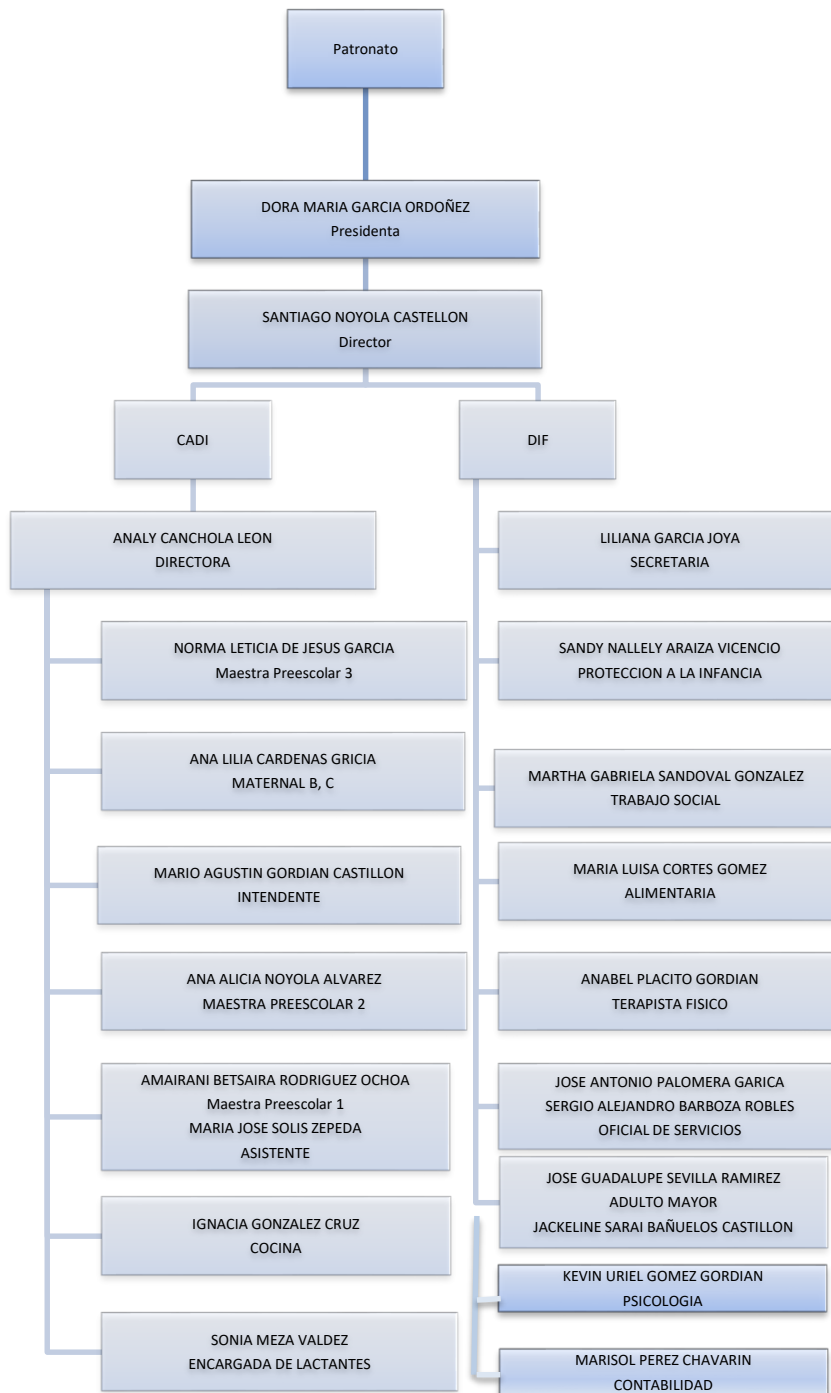 Patronato
DORA MARIA GARCIA ORDOÑEZ
Presidenta
SANTIAGO NOYOLA CASTELLON
Director
CADI
ANALY CANCHOLA LEON
DIRECTORA
NORMA LETICIA DE JESUS GARCIA
Maestra Preescolar 3
ANA LILIA CARDENAS GRICIA
MATERNAL B, C
MARIO AGUSTIN GORDIAN CASTILLON
INTENDENTE
ANA ALICIA NOYOLA ALVAREZ
MAESTRA PREESCOLAR 2
AMAIRANI BETSAIRA RODRIGUEZ OCHOA
Maestra Preescolar 1
MARIA JOSE SOLIS ZEPEDA
ASISTENTE
IGNACIA GONZALEZ CRUZ
COCINA
SONIA MEZA VALDEZ
ENCARGADA DE LACTANTES
DIF
LILIANA GARCIA JOYA
SECRETARIA
SANDY NALLELY ARAIZA VICENCIO
PROTECCION A LA INFANCIA
MARTHA GABRIELA SANDOVAL GONZALEZ
TRABAJO SOCIAL
MARIA LUISA CORTES GOMEZ
ALIMENTARIA
ANABEL PLACITO GORDIAN
TERAPISTA FISICO
JOSE ANTONIO PALOMERA GARICA
SERGIO ALEJANDRO BARBOZA ROBLES
OFICIAL DE SERVICIOS
JOSE GUADALUPE SEVILLA RAMIREZ
ADULTO MAYOR
JACKELINE SARAI BAÑUELOS CASTILLON
KEVIN URIEL GOMEZ GORDIAN
PSICOLOGIA
MARISOL PEREZ CHAVARIN
CONTABILIDAD